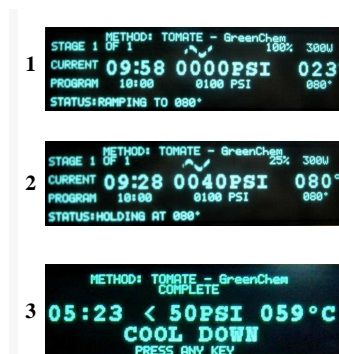 METHOD: TOMATE - GreenChem
STAGE 1 OF 1 100% 300W
1
CURRENT 09:58 0000PSI 023°
PROGRAM 10:00 0100 PSI 080°
STATUS:RAMPING TO 080°
METHOD: TOMATE - GreenChem
STAGE 1 OF 1 25% 300W
2
CURRENT 09:28 0040PSI 080°
PROGRAM 10:00 0100 PSI 080°
STATUS:HOLDING AT 080°
METHOD: TOMATE - GreenChem
COMPLETE
3
05:23 < 50PSI 059°C
COOL DOWN
PRESS ANY KEY